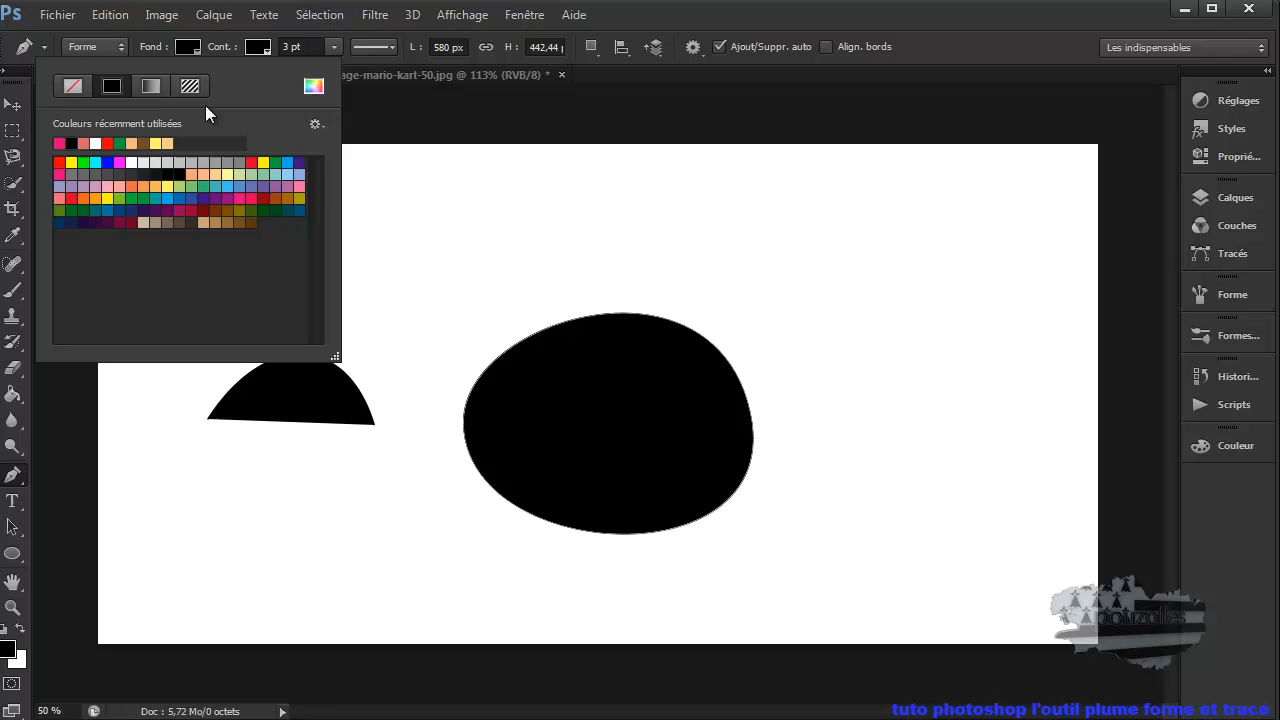 Ps Fichier Edition Image Calque Texte Sélection Filtre 3D Affichage Fenêtre Aide
Forme Fond : Cont. : 3 pt L : 580 px H : 442,44 Ajout/Suppr. auto Align. bords Les indispensables
age-mario-kart-50.jpg @ 113% (RVB/8) *
Couleurs récemment utilisées
Réglages
Styles
Proprié...
Calques
Couches
Tracés
Forme
Formes...
Histori...
Scripts
Couleur
T
50 % Doc : 5,72 Mo/0 octets
tuto photoshop l'outil plume forme et tracé